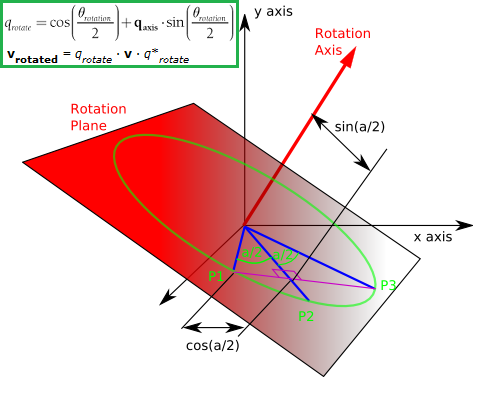 q_rotate = cos(θ_rotation / 2) + q_axis · sin(θ_rotation / 2)
v_rotated = q_rotate · v · q*_rotate
y axis
Rotation
Axis
sin(a/2)
Rotation
Plane
x axis
a/2 a/2
P1
P3
P2
cos(a/2)